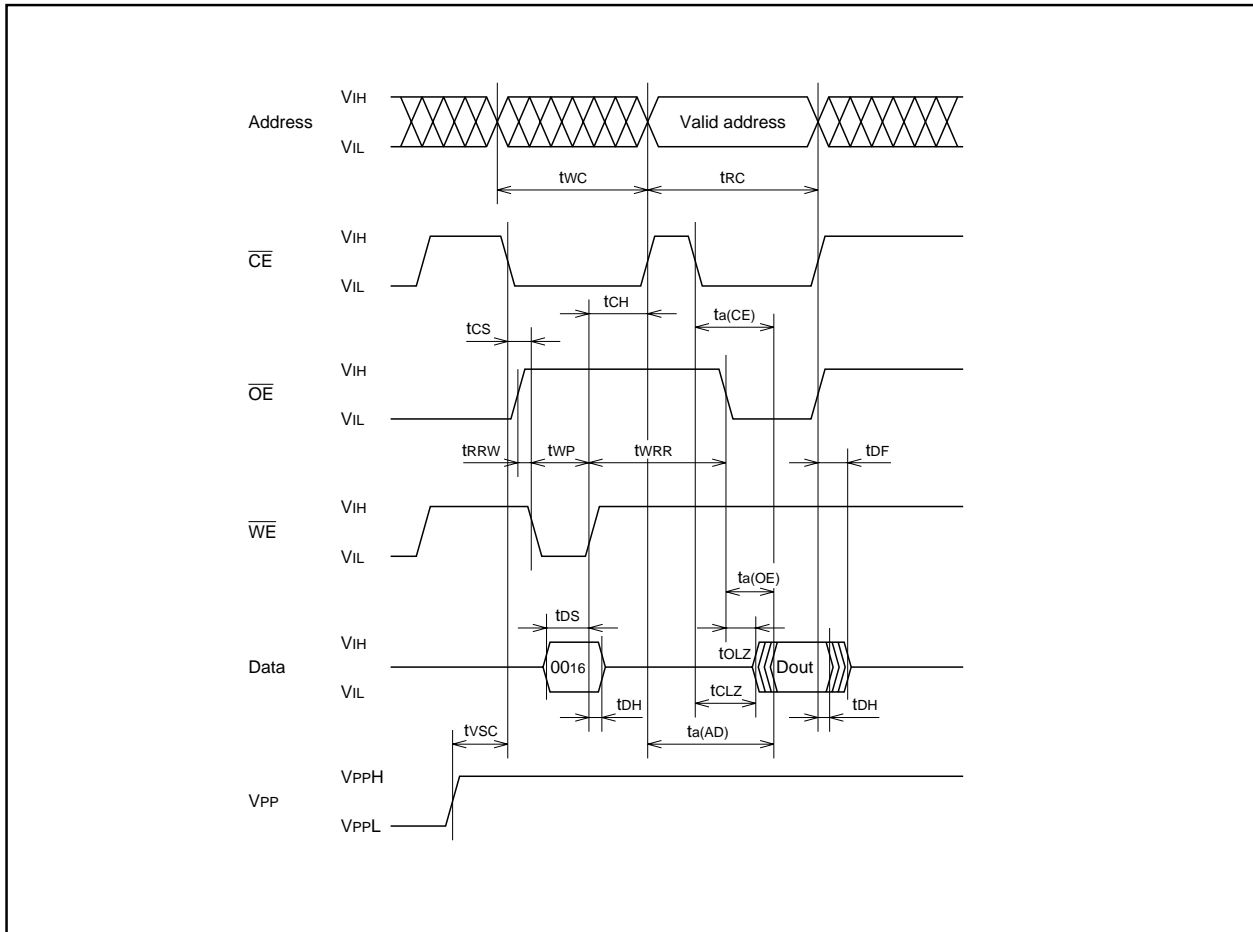 VIH
Address
Valid address
VIL
tWC
tRC
VIH
CE
VIL
tCH
ta(CE)
tCS
VIH
OE
VIL
tRRW
tWP
tWRR
tDF
VIH
WE
VIL
ta(OE)
tDS
VIH
tOLZ
Data
0016
Dout
VIL
tCLZ
tDH
tDH
tVSC
ta(AD)
VPPH
VPP
VPPL